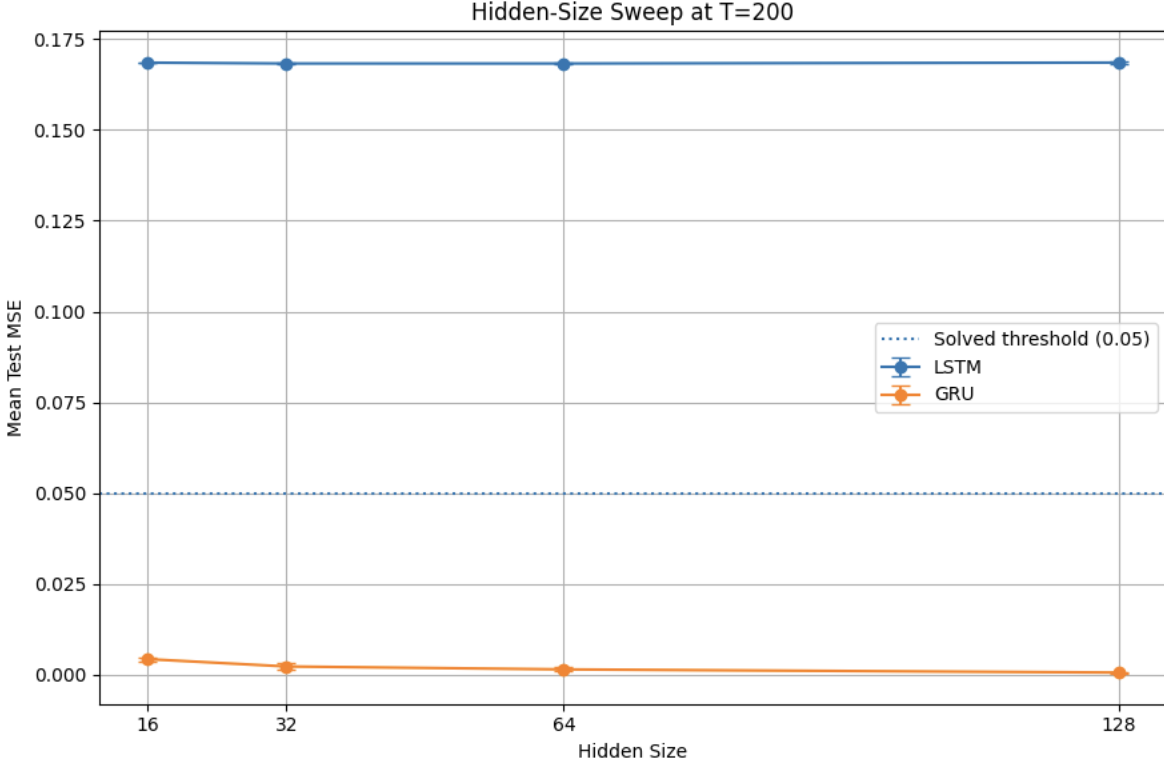 Hidden-Size Sweep at T=200
0.175
0.150
0.125
0.100
0.075
0.050
0.025
0.000
Mean Test MSE
Solved threshold (0.05)
LSTM
GRU
16 32 64 128
Hidden Size